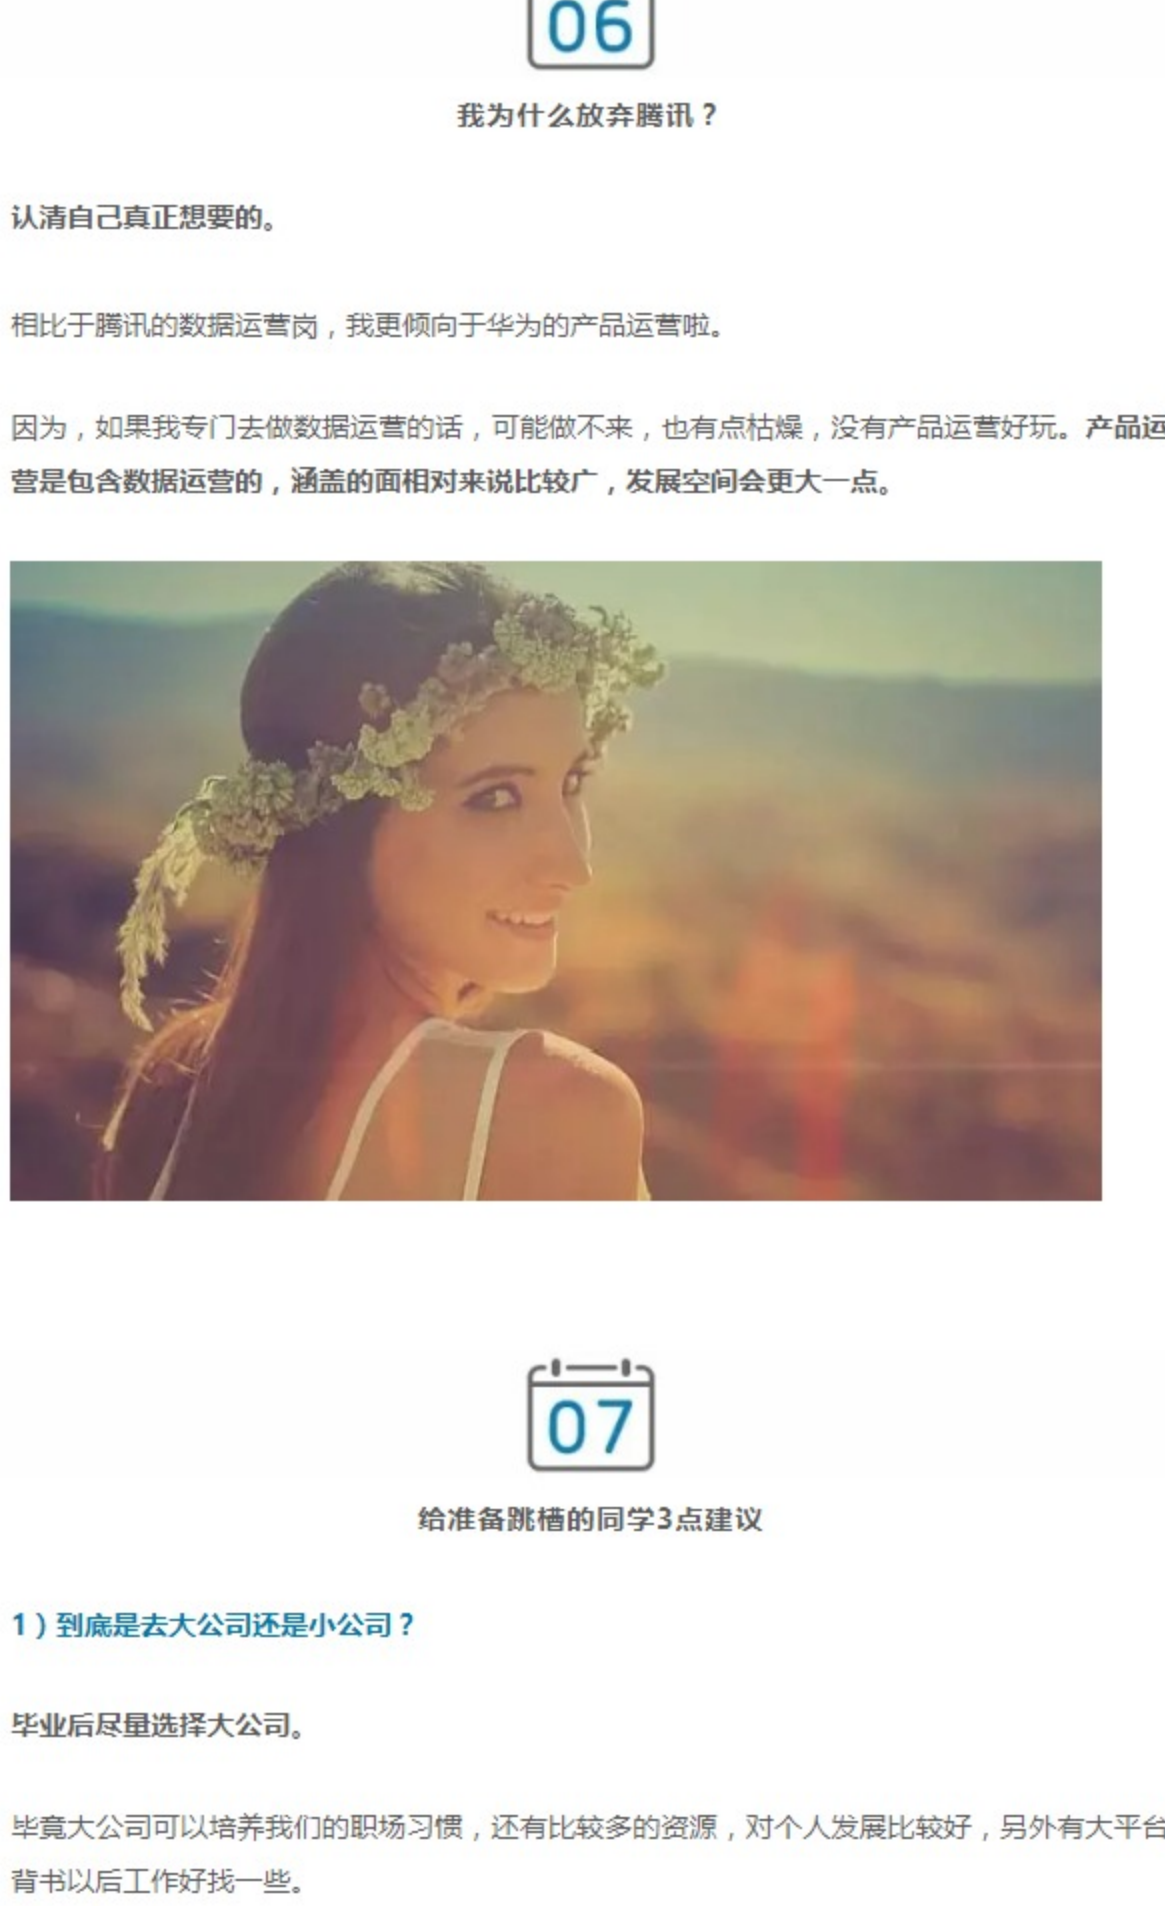 06
我为什么放弃腾讯？
认清自己真正想要的。
相比于腾讯的数据运营岗，我更倾向于华为的产品运营啦。
因为，如果我专门去做数据运营的话，可能做不来，也有点枯燥，没有产品运营好玩。产品运
营是包含数据运营的，涵盖的面相对来说比较广，发展空间会更大一点。
07
给准备跳槽的同学3点建议
1）到底是去大公司还是小公司？
毕业后尽量选择大公司。
毕竟大公司可以培养我们的职场习惯，还有比较多的资源，对个人发展比较好，另外有大平台
背书以后工作好找一些。